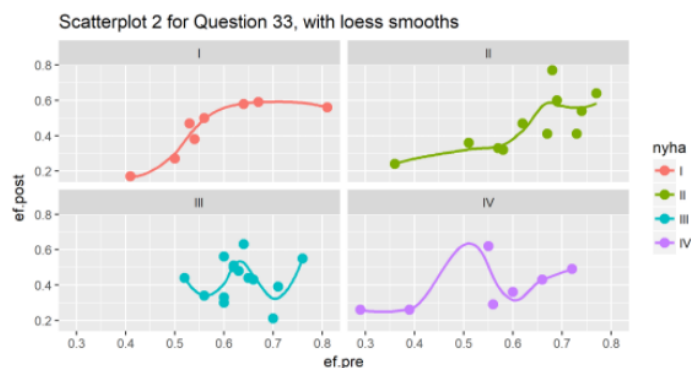 Scatterplot 2 for Question 33, with loess smooths
I
II
0.8
0.6
0.4
0.2
III
IV
0.8
0.6
0.4
0.2
0.3 0.4 0.5 0.6 0.7 0.8
0.3 0.4 0.5 0.6 0.7 0.8
ef.post
ef.pre
nyha
I
II
III
IV